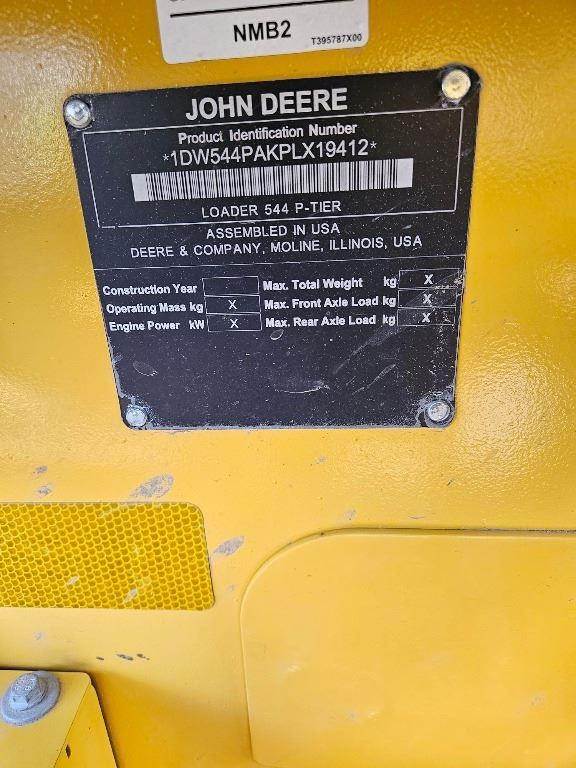 NMB2
T395787X00
JOHN DEERE
Product Identification Number
*1DW544PAKPLX19412*
LOADER 544 P-TIER
ASSEMBLED IN USA
DEERE & COMPANY, MOLINE, ILLINOIS, USA
Construction Year
Operating Mass kg X
Engine Power kW X
Max. Total Weight kg X
Max. Front Axle Load kg X
Max. Rear Axle Load kg X